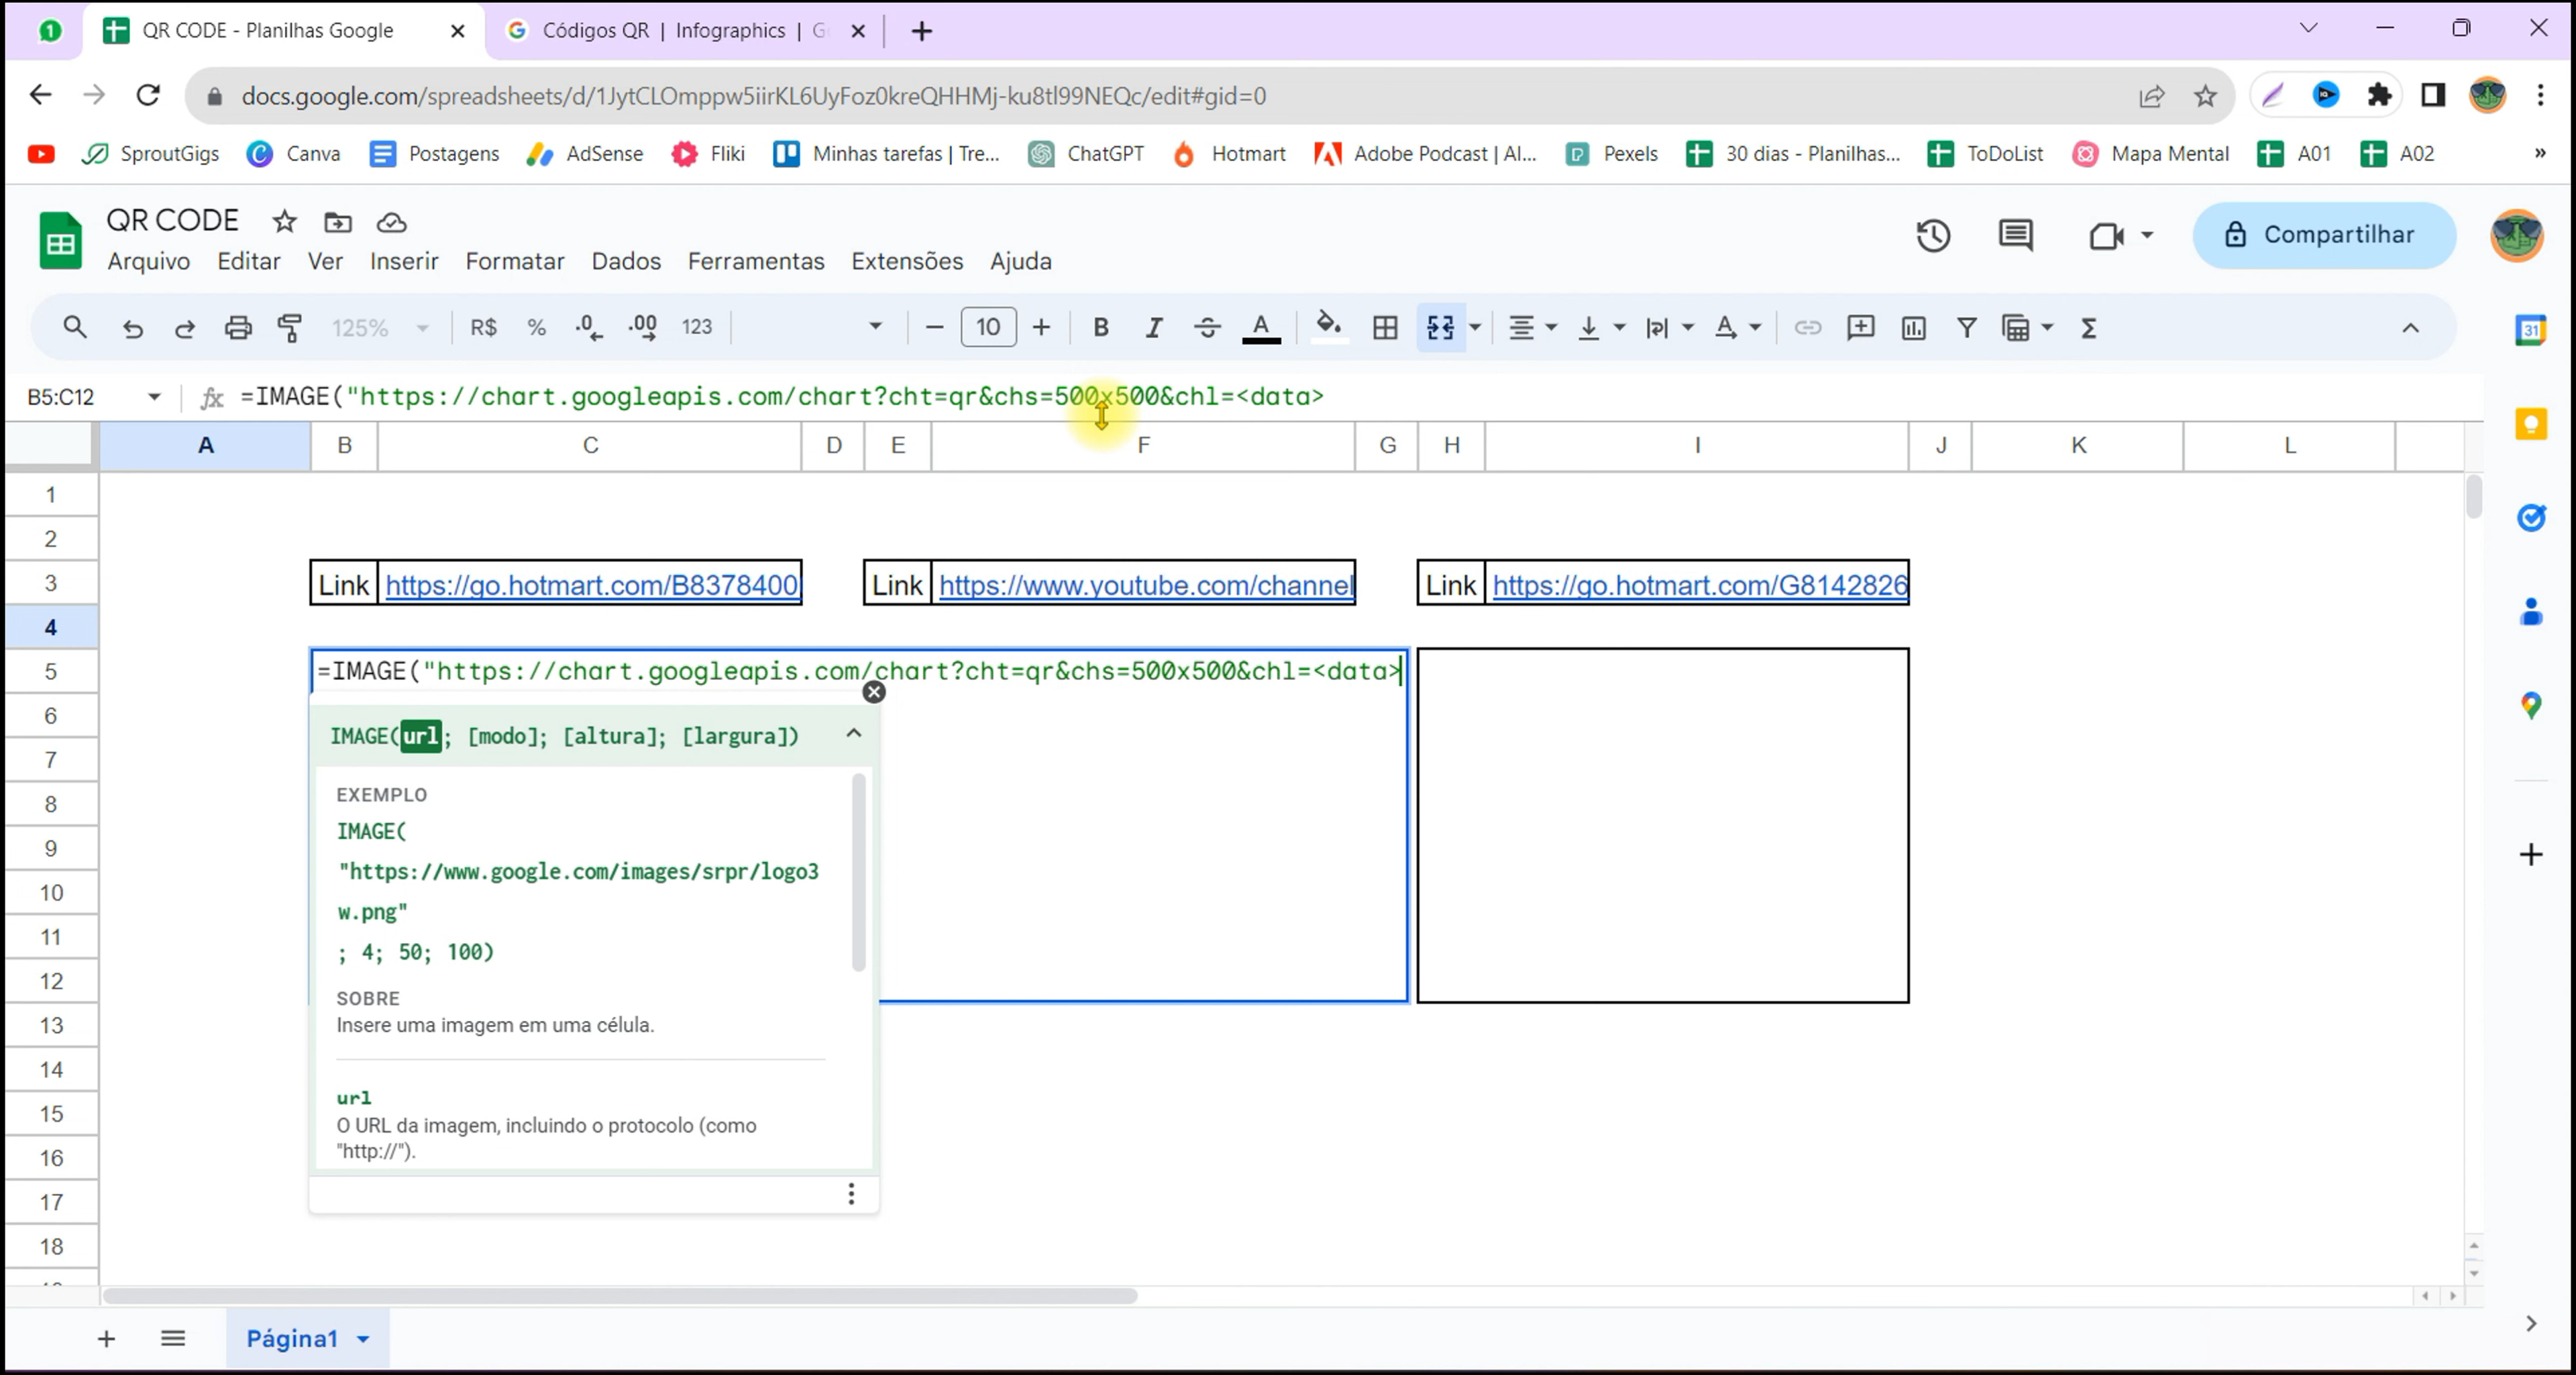 1
QR CODE - Planilhas Google
Códigos QR | Infographics | G
docs.google.com/spreadsheets/d/1JytCLOmppw5iirKL6UyFoz0kreQHHMj-ku8tl99NEQc/edit#gid=0
SproutGigs Canva Postagens AdSense Fliki Minhas tarefas | Tre... ChatGPT Hotmart Adobe Podcast | AI... Pexels 30 dias - Planilhas... ToDoList Mapa Mental A01 A02 »
QR CODE
Compartilhar
Arquivo Editar Ver Inserir Formatar Dados Ferramentas Extensões Ajuda
125% R$ % .0 .00 123 10 B I S A Σ
31
B5:C12 fx =IMAGE("https://chart.googleapis.com/chart?cht=qr&chs=500x500&chl=<data>
A B C D E F G H I J K L
1
2
3 Link https://go.hotmart.com/B8378400 Link https://www.youtube.com/channel Link https://go.hotmart.com/G8142826
4
5 =IMAGE("https://chart.googleapis.com/chart?cht=qr&chs=500x500&chl=<data>
6
IMAGE(url; [modo]; [altura]; [largura])
7
EXEMPLO
8
IMAGE(
9
"https://www.google.com/images/srpr/logo3
10
w.png"
11
; 4; 50; 100)
12
SOBRE
13 Insere uma imagem em uma célula.
14
url
15
O URL da imagem, incluindo o protocolo (como
"http://").
16
17
18
Página1